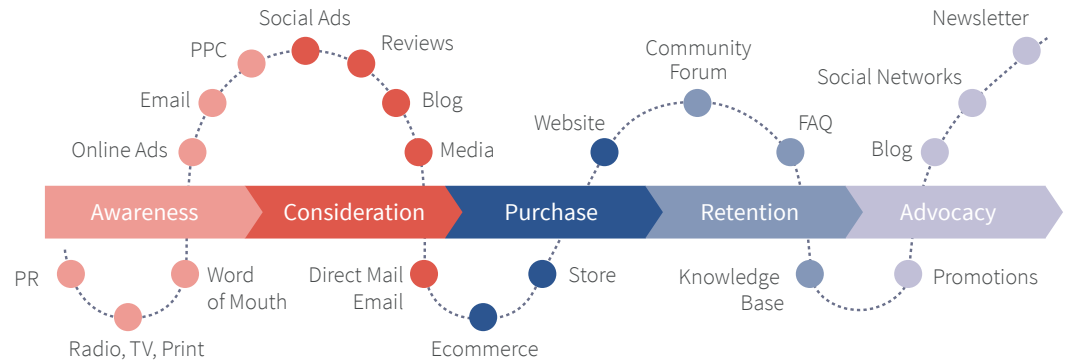 Social Ads
Newsletter
PPC
Reviews
Community
Forum
Social Networks
Email
Blog
Website
FAQ
Online Ads
Media
Blog
Awareness
Consideration
Purchase
Retention
Advocacy
PR
Word
of Mouth
Direct Mail
Email
Store
Knowledge
Base
Promotions
Radio, TV, Print
Ecommerce